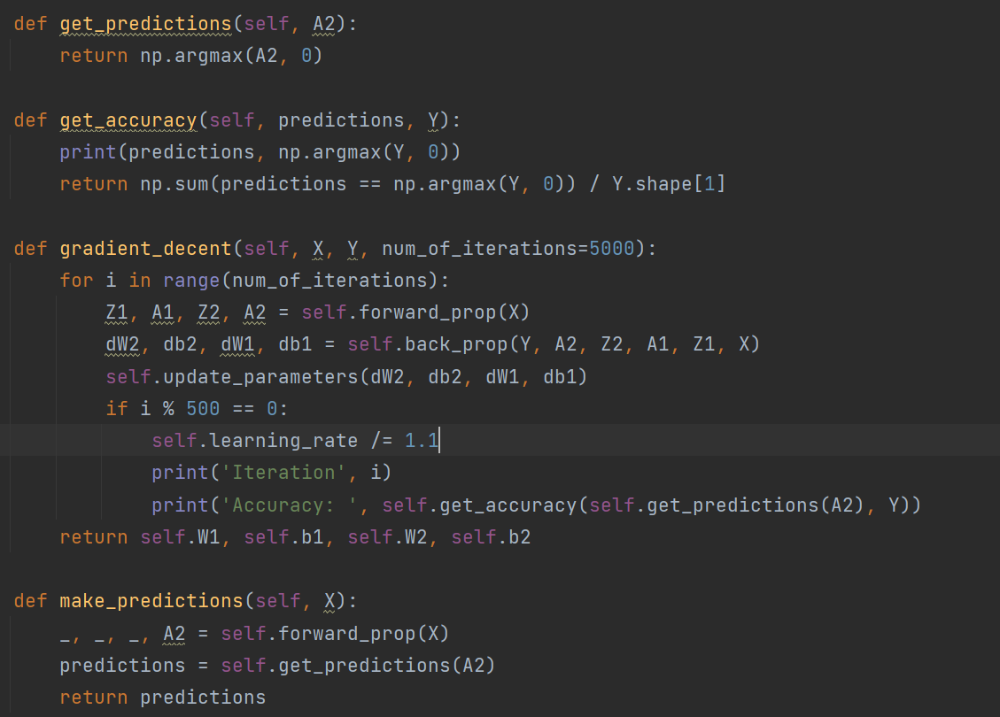 def get_predictions(self, A2):
    return np.argmax(A2, 0)

def get_accuracy(self, predictions, Y):
    print(predictions, np.argmax(Y, 0))
    return np.sum(predictions == np.argmax(Y, 0)) / Y.shape[1]

def gradient_decent(self, X, Y, num_of_iterations=5000):
    for i in range(num_of_iterations):
        Z1, A1, Z2, A2 = self.forward_prop(X)
        dW2, db2, dW1, db1 = self.back_prop(Y, A2, Z2, A1, Z1, X)
        self.update_parameters(dW2, db2, dW1, db1)
        if i % 500 == 0:
            self.learning_rate /= 1.1
            print('Iteration', i)
            print('Accuracy: ', self.get_accuracy(self.get_predictions(A2), Y))
    return self.W1, self.b1, self.W2, self.b2

def make_predictions(self, X):
    _, _, _, A2 = self.forward_prop(X)
    predictions = self.get_predictions(A2)
    return predictions